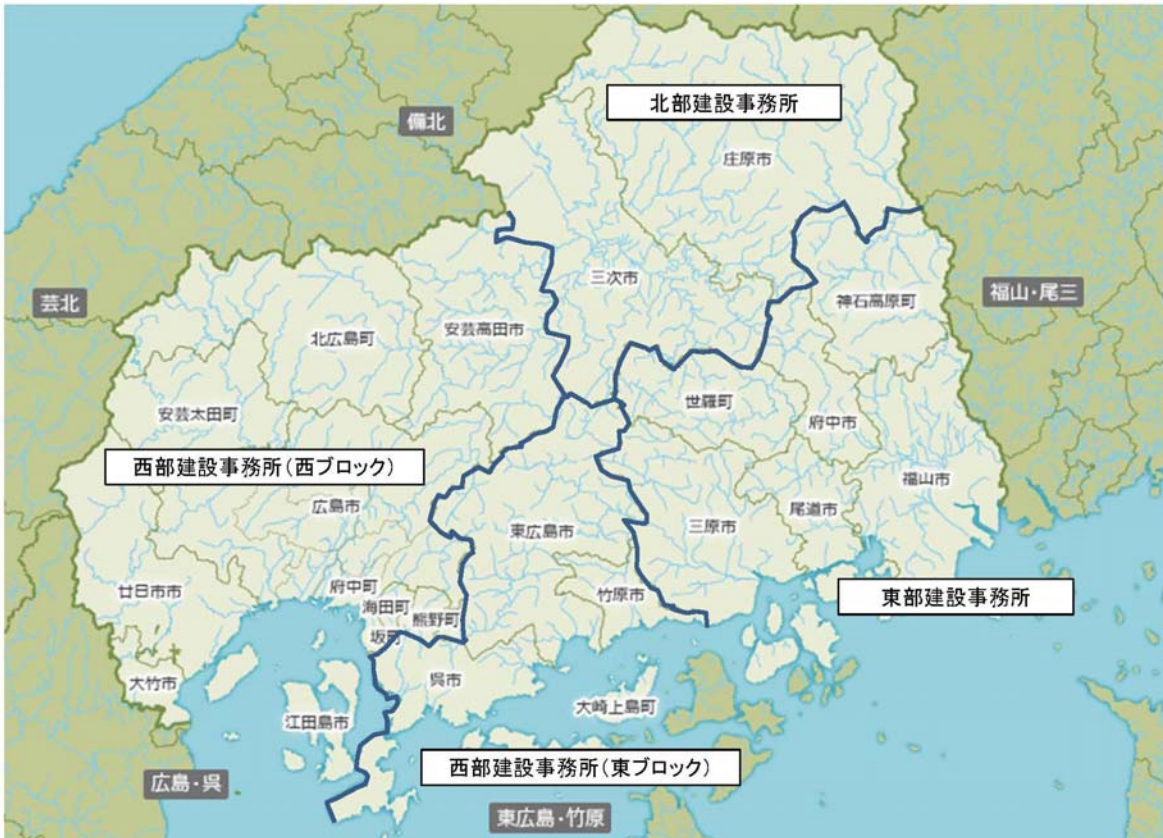 北部建設事務所
備北
庄原市
三次市
神石高原町
福山・尾三
芸北
安芸高田市
北広島町
世羅町
安芸太田町
府中市
西部建設事務所(西ブロック)
福山市
広島市
東広島市
三原市
尾道市
府中町
廿日市市
竹原市
東部建設事務所
海田町
熊野町
坂町
呉市
大竹市
大崎上島町
江田島市
西部建設事務所(東ブロック)
広島・呉
東広島・竹原